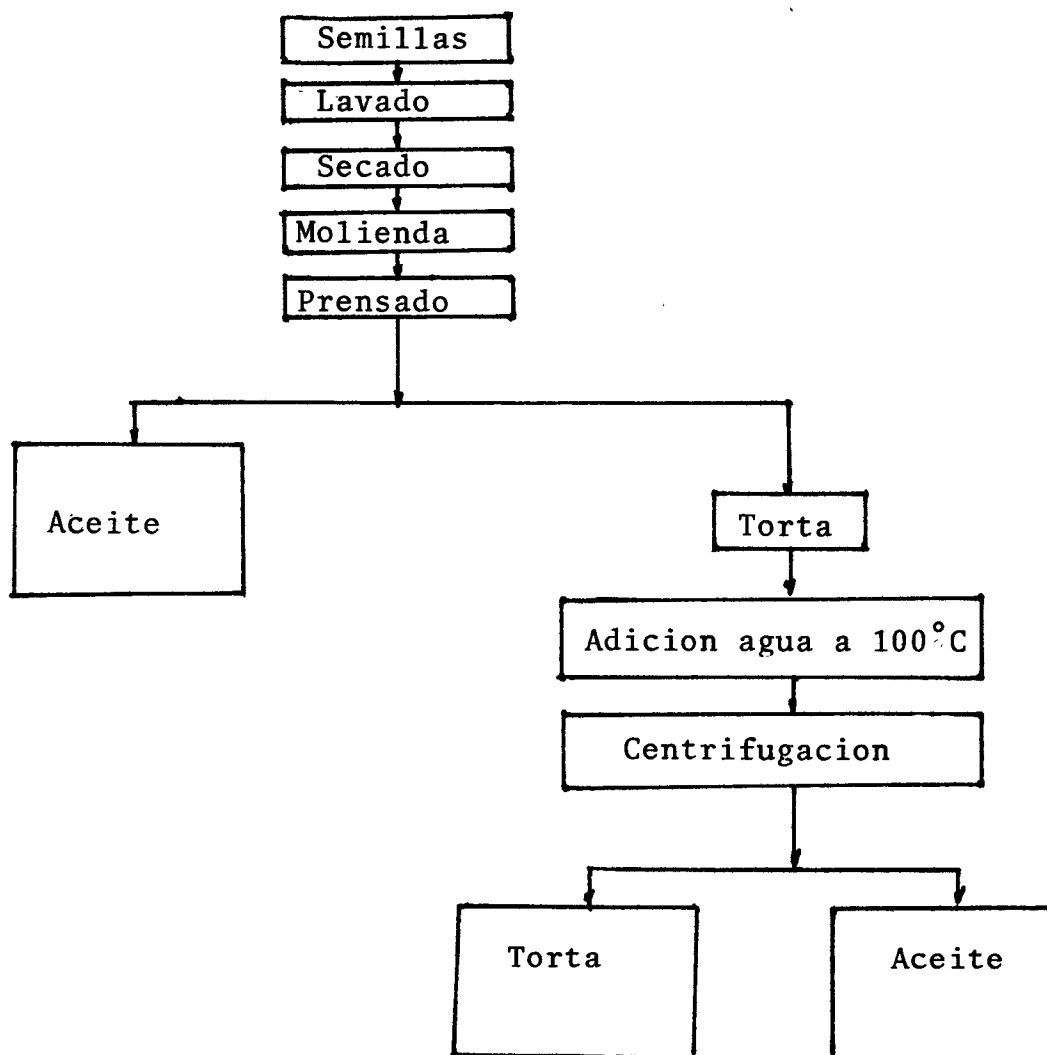 Semillas
Lavado
Secado
Molienda
Prensado
Aceite
Torta
Adicion agua a 100°C
Centrifugacion
Torta
Aceite